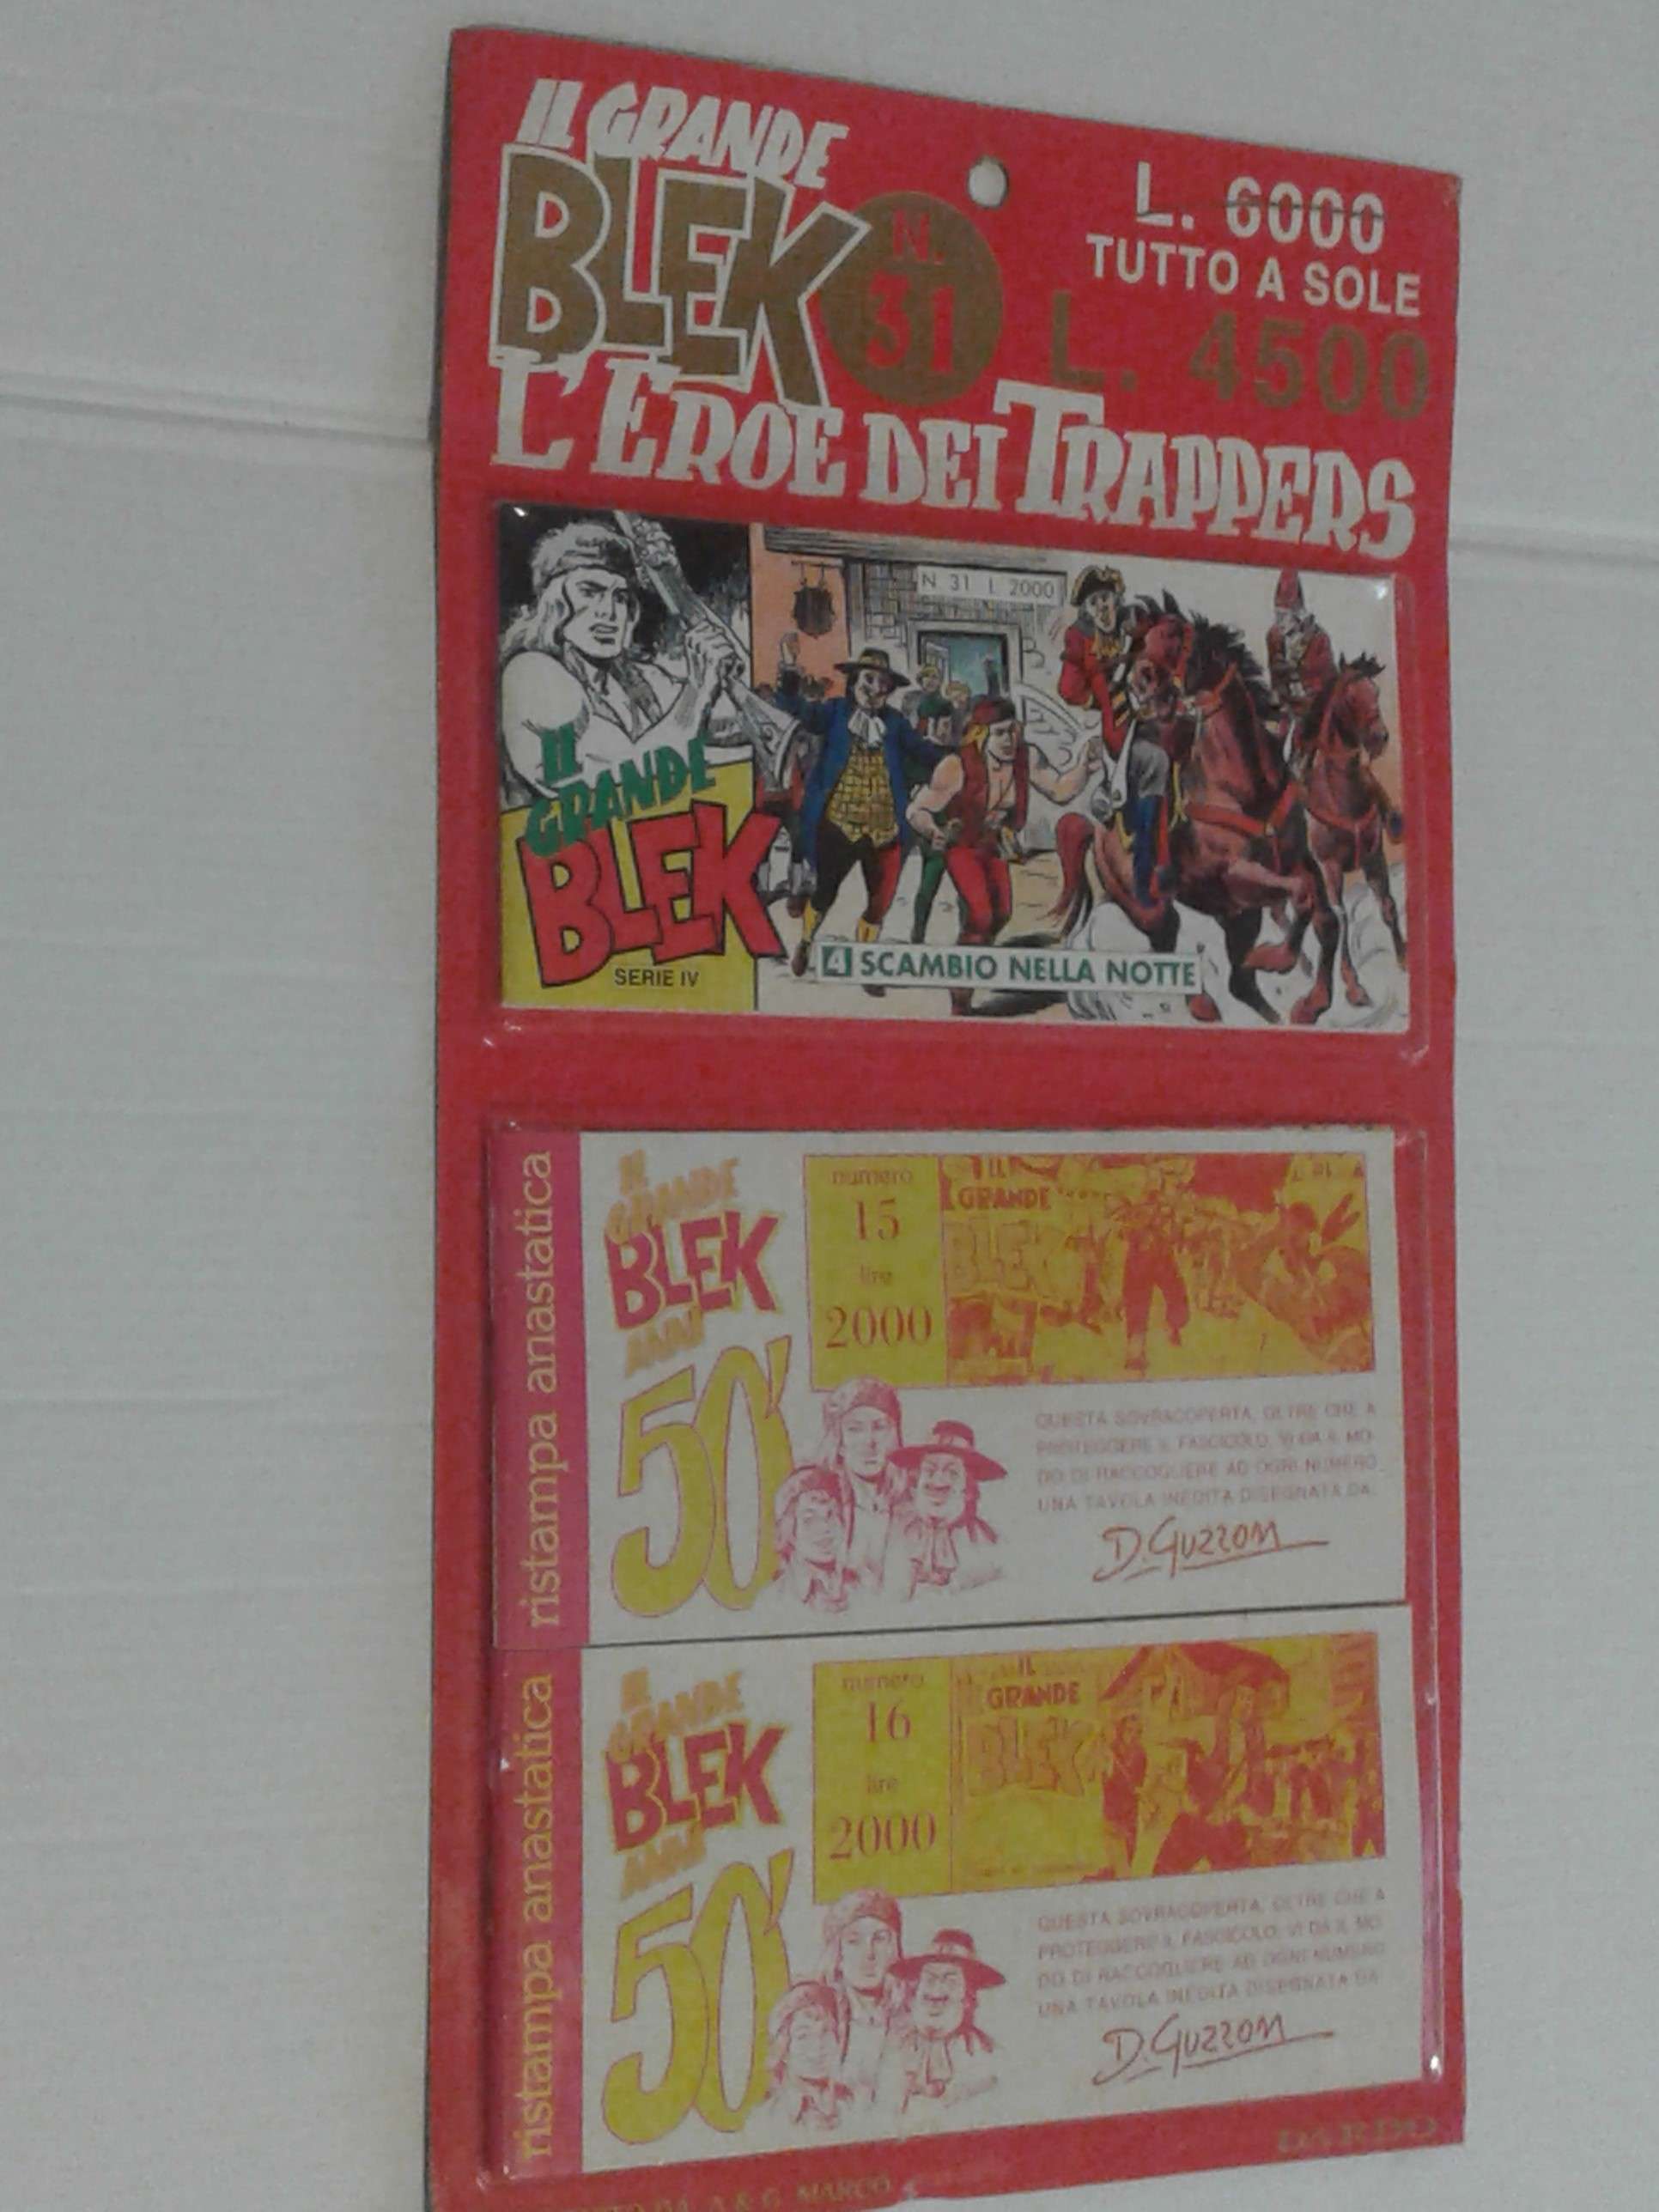 IL GRANDE
BLEK
N.
31
L. 6000
TUTTO A SOLE
L. 4500
L'EROE DEI TRAPPERS
N 31 L 2000
IL
GRANDE
BLEK
SERIE IV
4 SCAMBIO NELLA NOTTE
ristampa anastatica
IL
GRANDE
BLEK
ANNI
50'
numero
15
lire
2000
IL
GRANDE
BLEK
QUESTA SOVRACOPERTA, OLTRE CHE A
PROTEGGERE IL FASCICOLO, VI DA IL MO-
DO DI RACCOGLIERE AD OGNI NUMERO
UNA TAVOLA INEDITA DISEGNATA DA:
D. Guzzon
ristampa anastatica
IL
GRANDE
BLEK
ANNI
50'
numero
16
lire
2000
IL
GRANDE
BLEK
QUESTA SOVRACOPERTA, OLTRE CHE A
PROTEGGERE IL FASCICOLO, VI DA IL MO-
DO DI RACCOGLIERE AD OGNI NUMERO
UNA TAVOLA INEDITA DISEGNATA DA
D. Guzzon
DARDO
DA A & G. MARCO